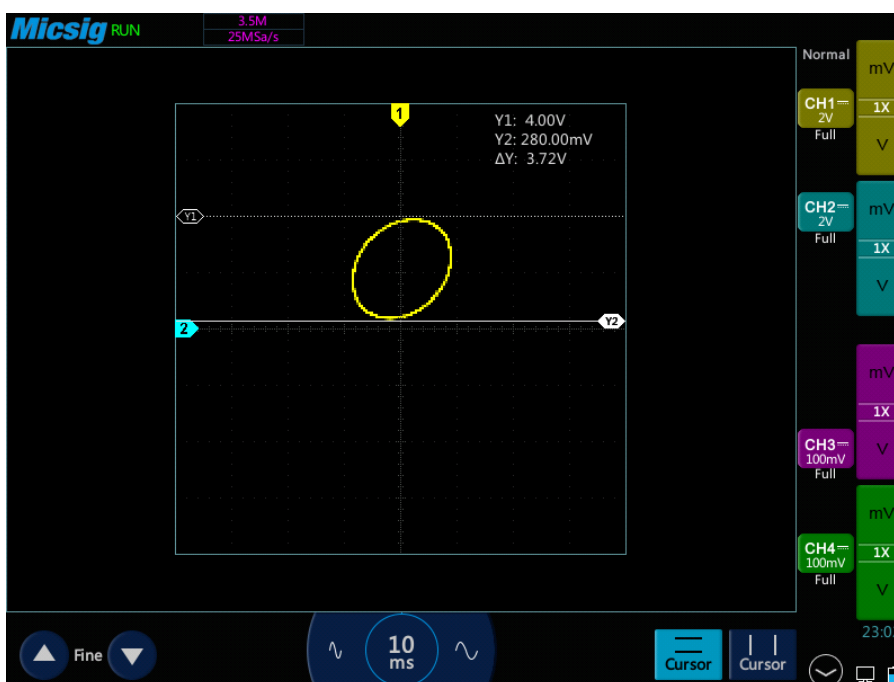 Micsig RUN
3.5M
25MSa/s
Normal
1
Y1: 4.00V
Y2: 280.00mV
ΔY: 3.72V
Y1
2
Y2
CH1
2V
Full
mV
1X
V
CH2
2V
Full
mV
1X
V
CH3
100mV
Full
mV
1X
V
CH4
100mV
Full
mV
1X
V
Fine
10
ms
Cursor
Cursor